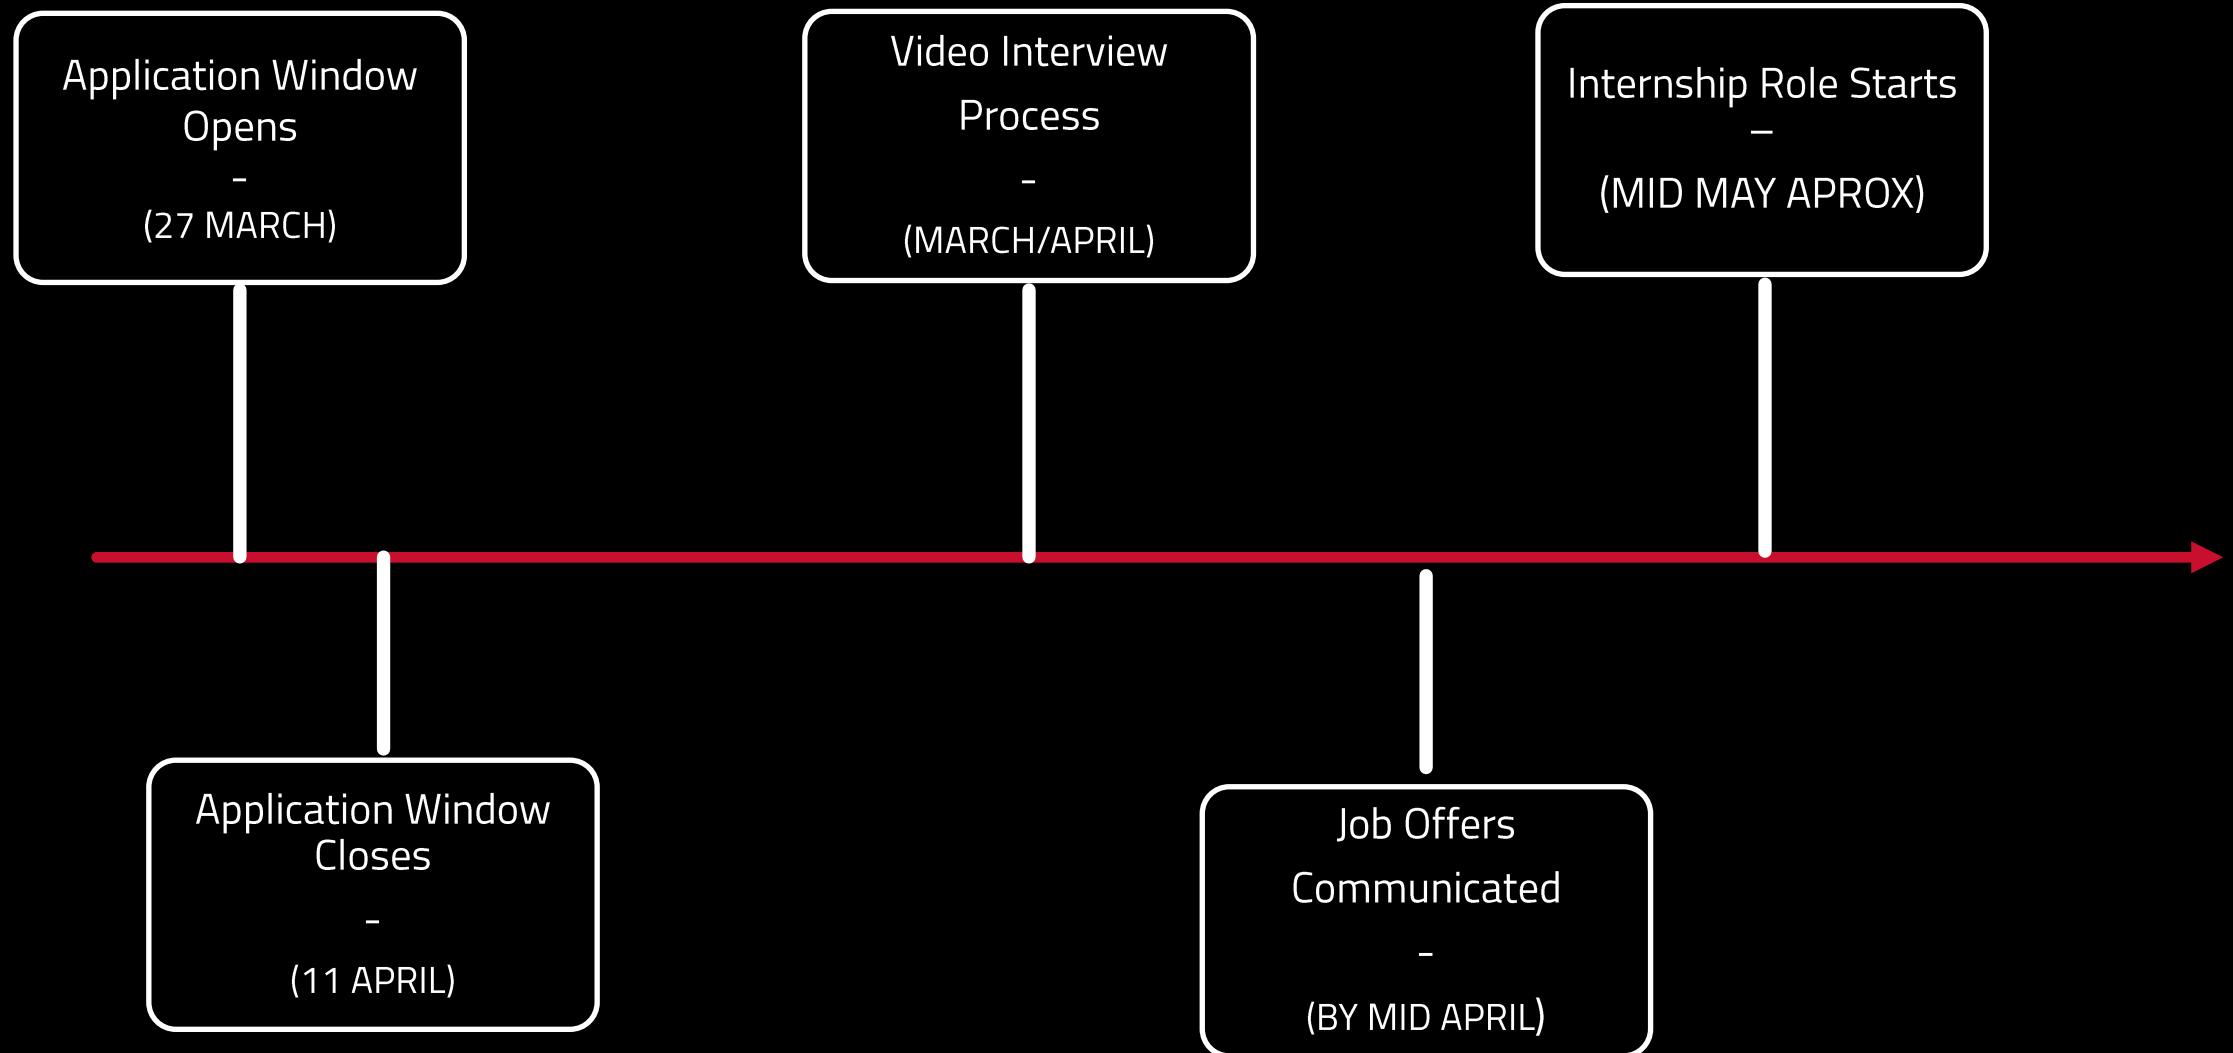 Application Window
Opens
-
(27 MARCH)
Application Window
Closes
-
(11 APRIL)
Video Interview
Process
-
(MARCH/APRIL)
Job Offers
Communicated
-
(BY MID APRIL)
Internship Role Starts
–
(MID MAY APROX)